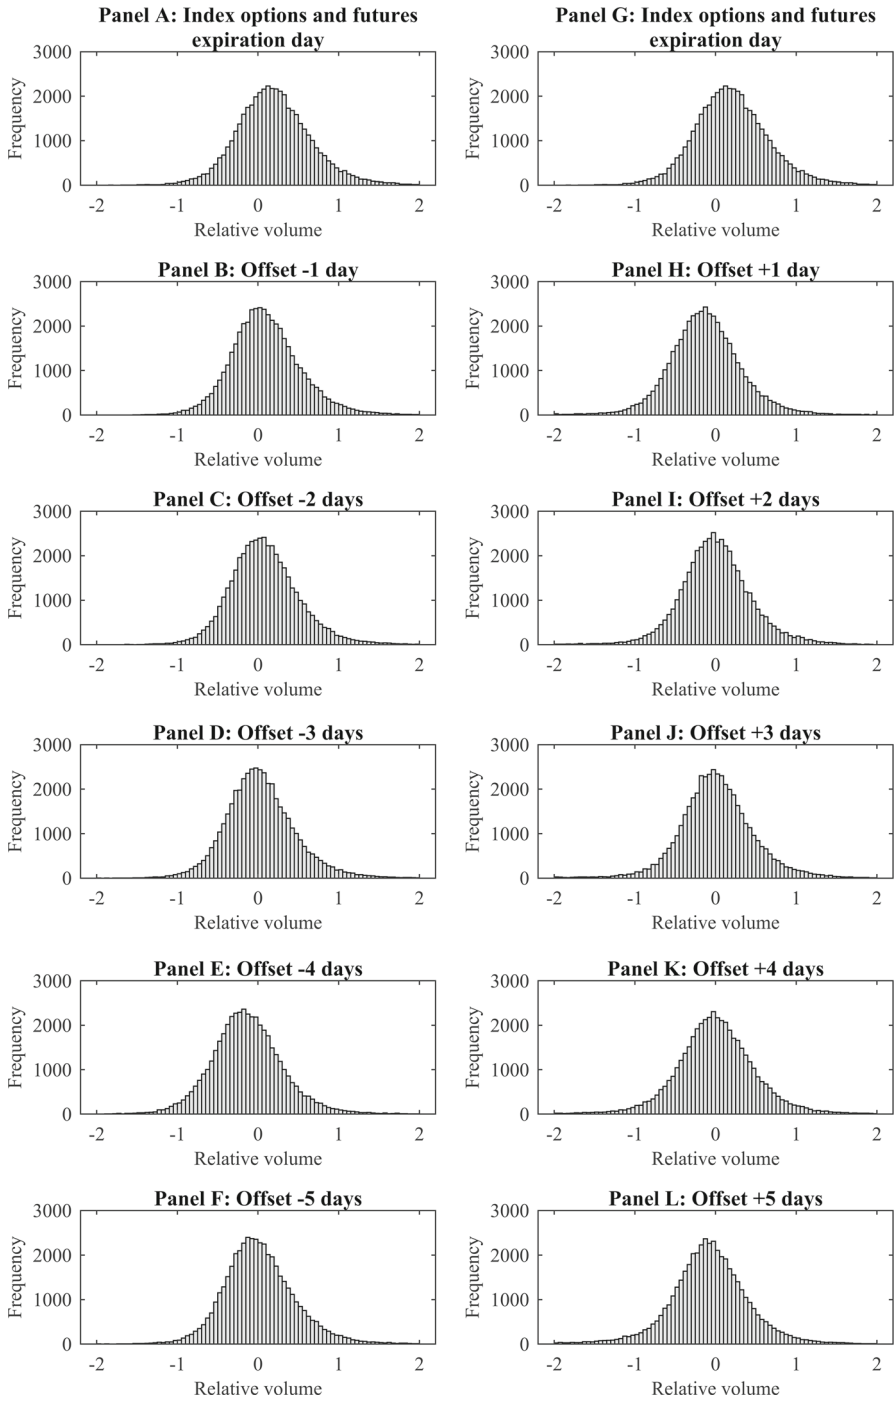 Panel A: Index options and futures
expiration day
3000
2000
1000
0
Frequency
-2 -1 0 1 2
Relative volume
Panel G: Index options and futures
expiration day
3000
2000
1000
0
Frequency
-2 -1 0 1 2
Relative volume
Panel B: Offset -1 day
3000
2000
1000
0
Frequency
-2 -1 0 1 2
Relative volume
Panel H: Offset +1 day
3000
2000
1000
0
Frequency
-2 -1 0 1 2
Relative volume
Panel C: Offset -2 days
3000
2000
1000
0
Frequency
-2 -1 0 1 2
Relative volume
Panel I: Offset +2 days
3000
2000
1000
0
Frequency
-2 -1 0 1 2
Relative volume
Panel D: Offset -3 days
3000
2000
1000
0
Frequency
-2 -1 0 1 2
Relative volume
Panel J: Offset +3 days
3000
2000
1000
0
Frequency
-2 -1 0 1 2
Relative volume
Panel E: Offset -4 days
3000
2000
1000
0
Frequency
-2 -1 0 1 2
Relative volume
Panel K: Offset +4 days
3000
2000
1000
0
Frequency
-2 -1 0 1 2
Relative volume
Panel F: Offset -5 days
3000
2000
1000
0
Frequency
-2 -1 0 1 2
Relative volume
Panel L: Offset +5 days
3000
2000
1000
0
Frequency
-2 -1 0 1 2
Relative volume